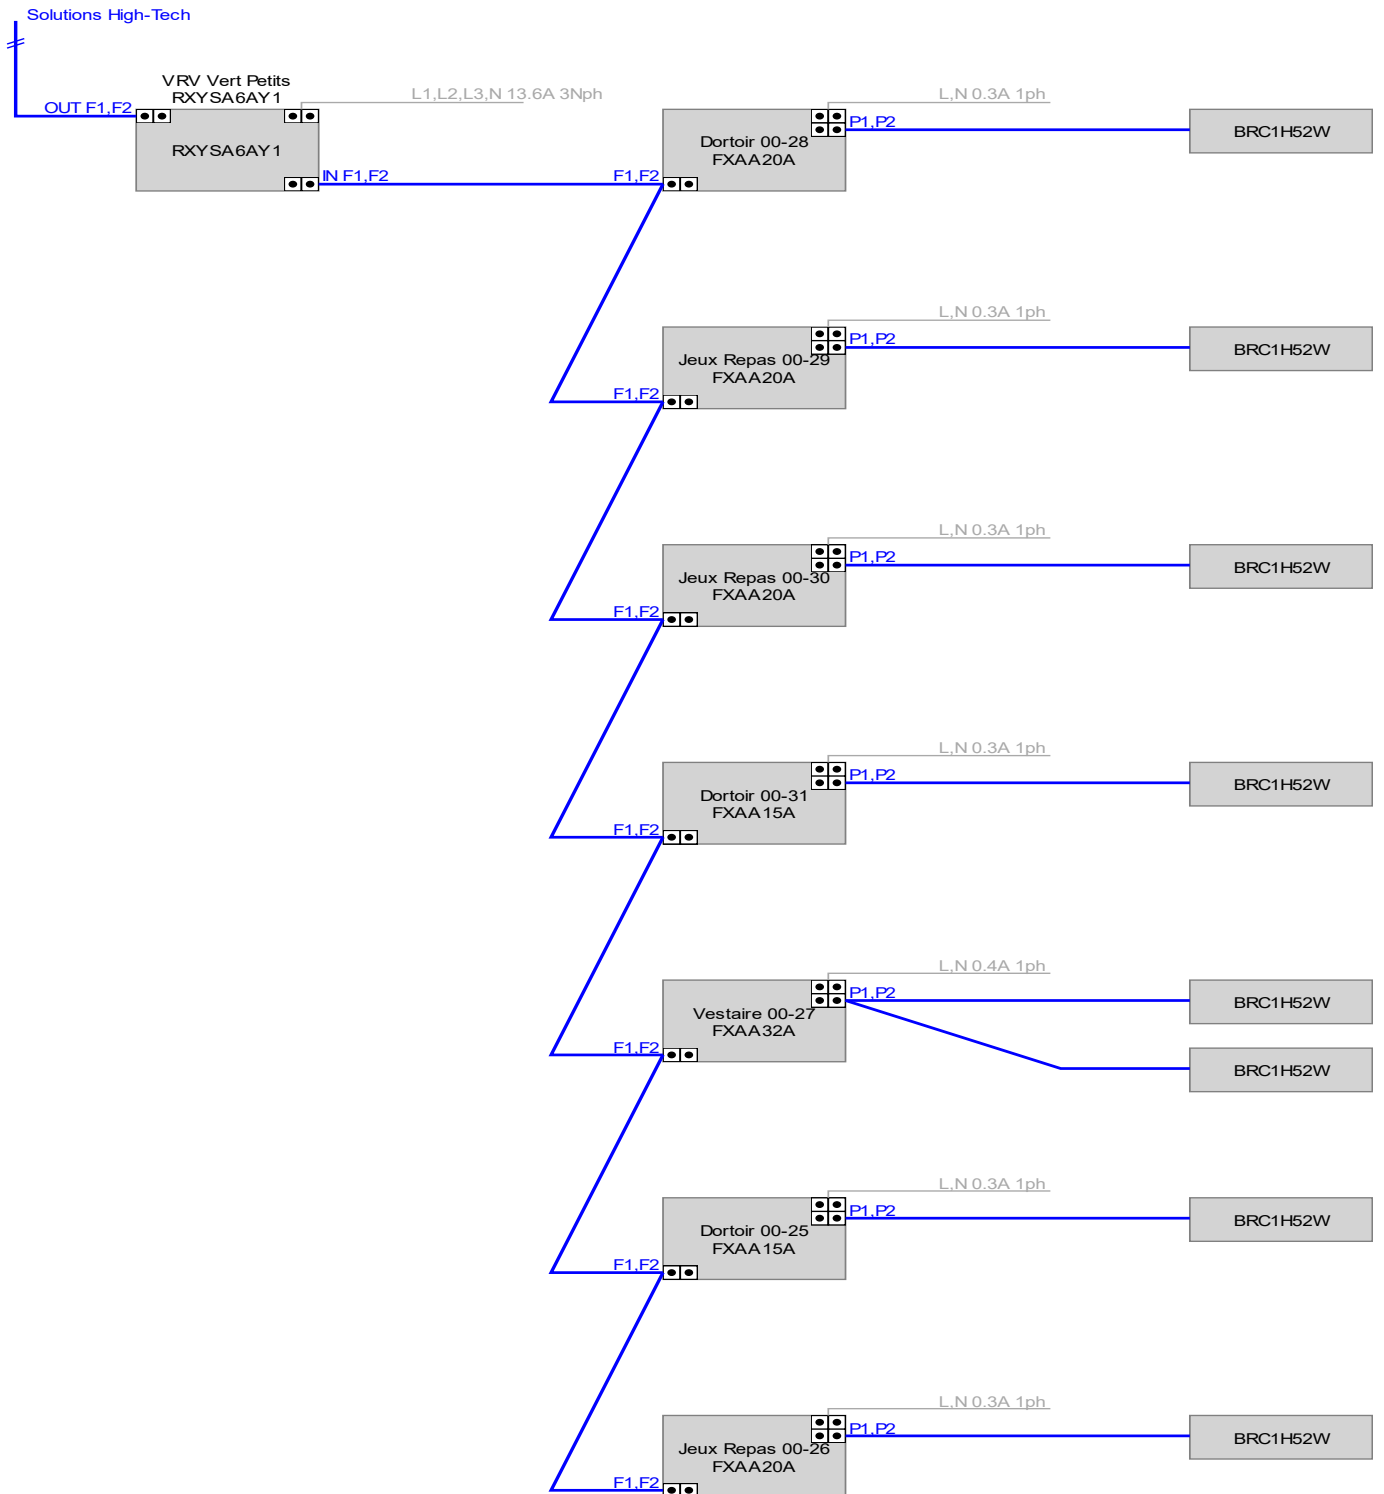 Solutions High-Tech
VRV Vert Petits
RXYSA6AY1
L1,L2,L3,N 13.6A 3Nph
OUT F1,F2
RXYSA6AY1
IN F1,F2
L,N 0.3A 1ph
P1,P2
Dortoir 00-28
FXAA20A
F1,F2
BRC1H52W
L,N 0.3A 1ph
P1,P2
Jeux Repas 00-29
FXAA20A
F1,F2
BRC1H52W
L,N 0.3A 1ph
P1,P2
Jeux Repas 00-30
FXAA20A
F1,F2
BRC1H52W
L,N 0.3A 1ph
P1,P2
Dortoir 00-31
FXAA15A
F1,F2
BRC1H52W
L,N 0.4A 1ph
P1,P2
Vestaire 00-27
FXAA32A
F1,F2
BRC1H52W
BRC1H52W
L,N 0.3A 1ph
P1,P2
Dortoir 00-25
FXAA15A
F1,F2
BRC1H52W
L,N 0.3A 1ph
P1,P2
Jeux Repas 00-26
FXAA20A
F1,F2
BRC1H52W